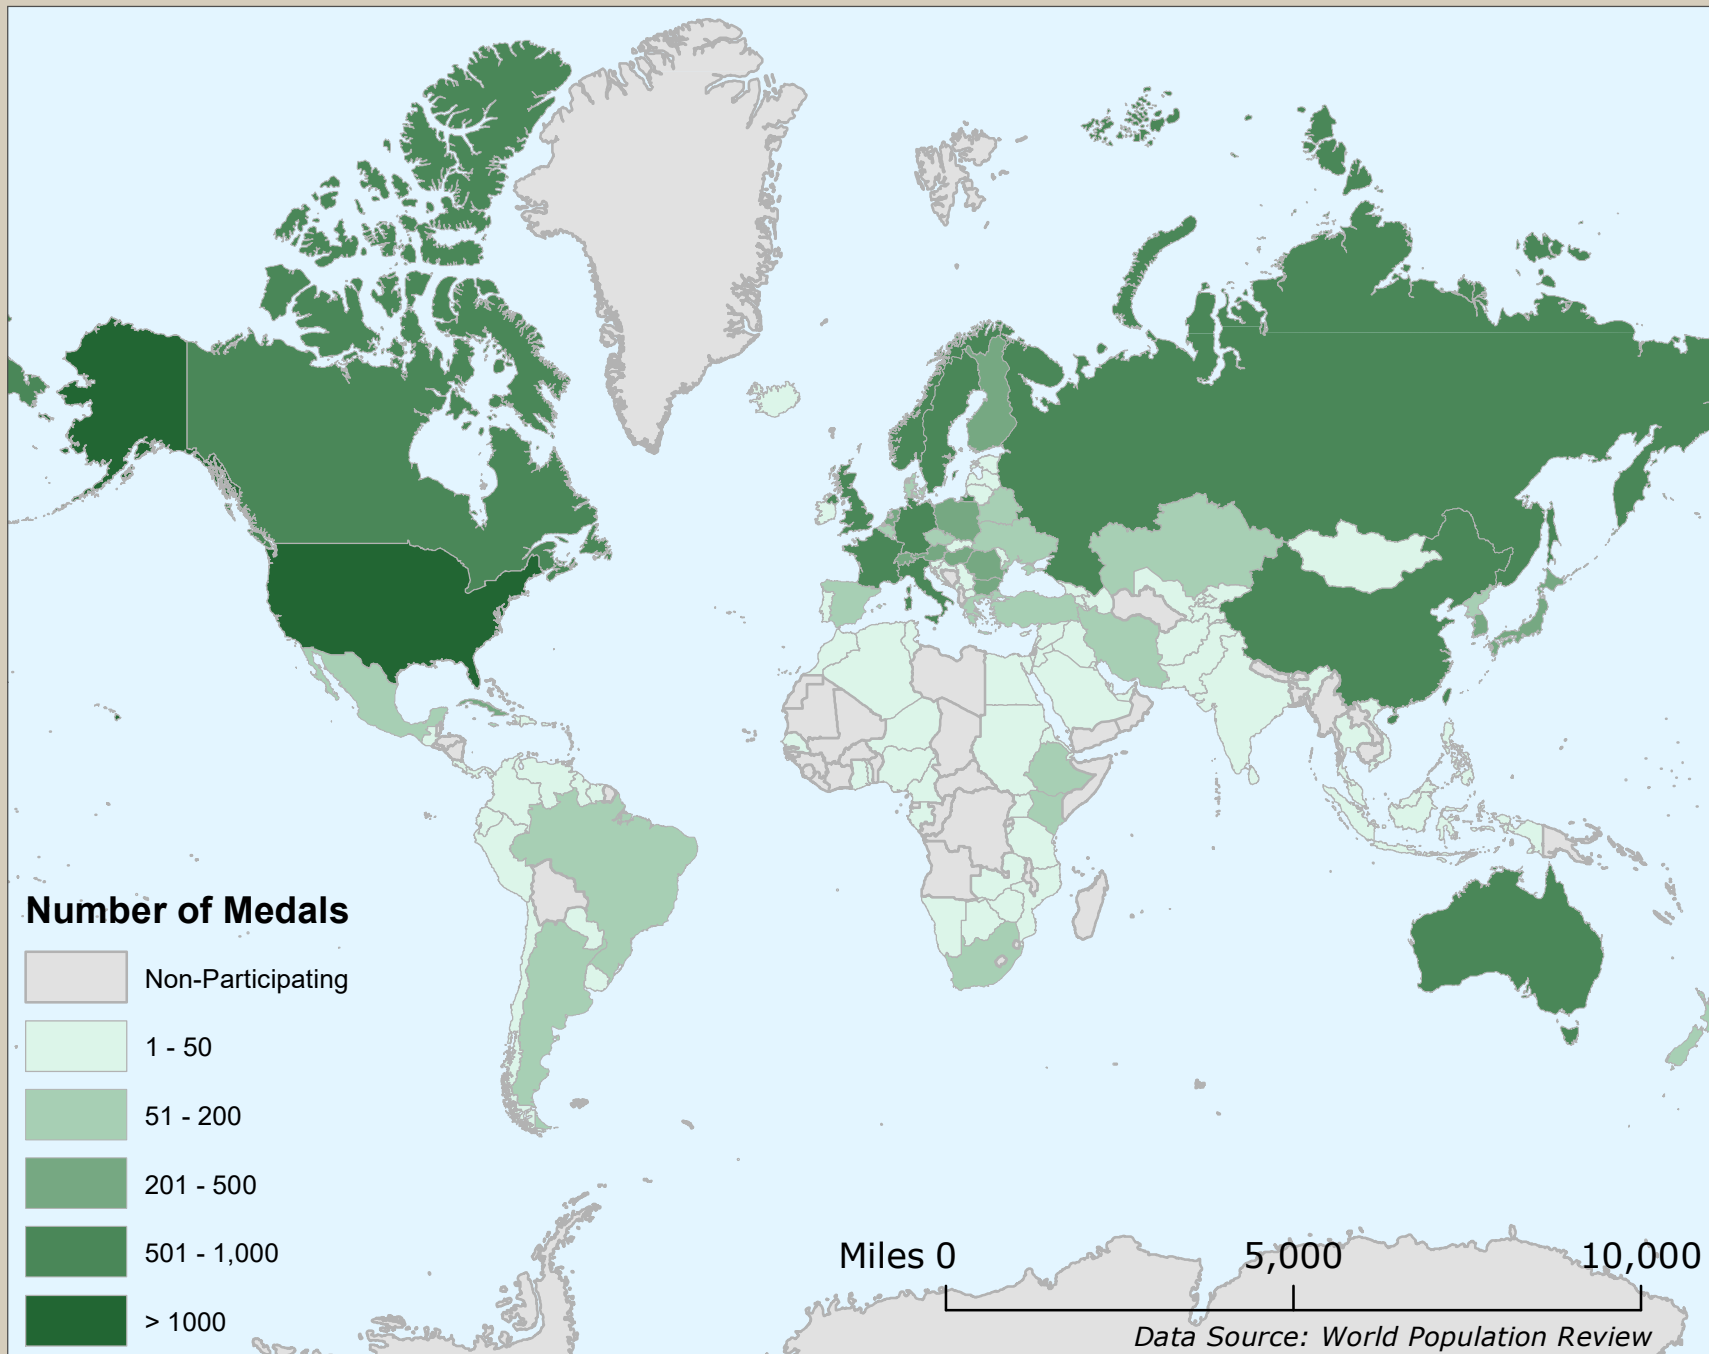 Number of Medals
Non-Participating
1 - 50
51 - 200
201 - 500
501 - 1,000
> 1000
Miles 0 5,000 10,000
Data Source: World Population Review